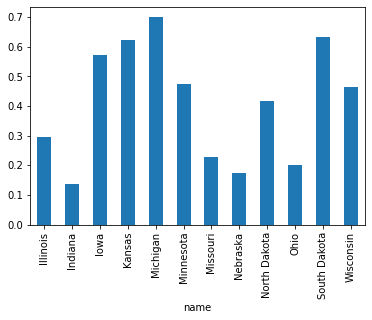 0.7
0.6
0.5
0.4
0.3
0.2
0.1
0.0
Illinois
Indiana
Iowa
Kansas
Michigan
Minnesota
Missouri
Nebraska
North Dakota
Ohio
South Dakota
Wisconsin
name